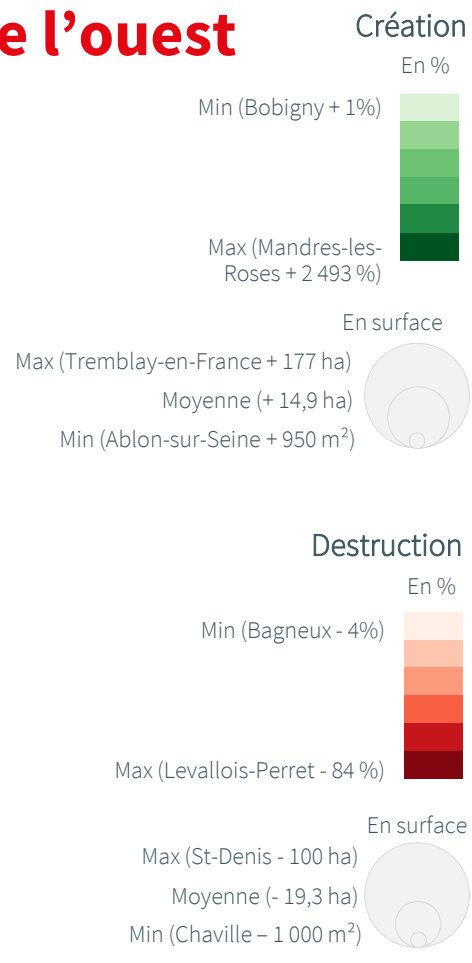 e l’ouest
Création
En %
Min (Bobigny + 1%)
Max (Mandres-les-
Roses + 2 493 %)
En surface
Max (Tremblay-en-France + 177 ha)
Moyenne (+ 14,9 ha)
Min (Ablon-sur-Seine + 950 m²)
Destruction
En %
Min (Bagneux - 4%)
Max (Levallois-Perret - 84 %)
En surface
Max (St-Denis - 100 ha)
Moyenne (- 19,3 ha)
Min (Chaville – 1 000 m²)